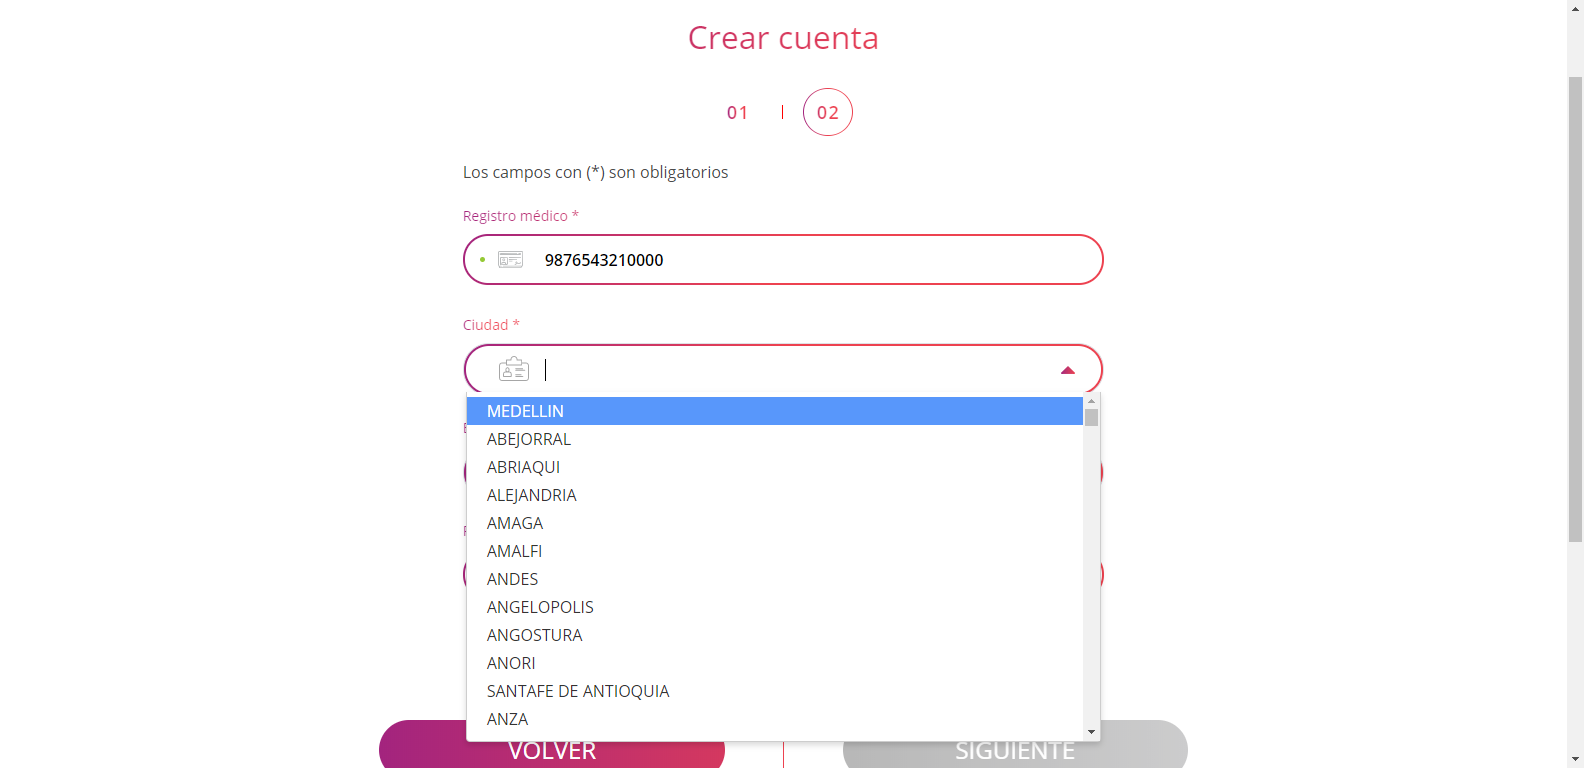 Crear cuenta
01
02
Los campos con (*) son obligatorios
Registro médico *
9876543210000
Ciudad *
MEDELLIN
ABEJORRAL
ABRIAQUI
ALEJANDRIA
AMAGA
AMALFI
ANDES
ANGELOPOLIS
ANGOSTURA
ANORI
SANTAFE DE ANTIOQUIA
ANZA
VOLVER
SIGUIENTE